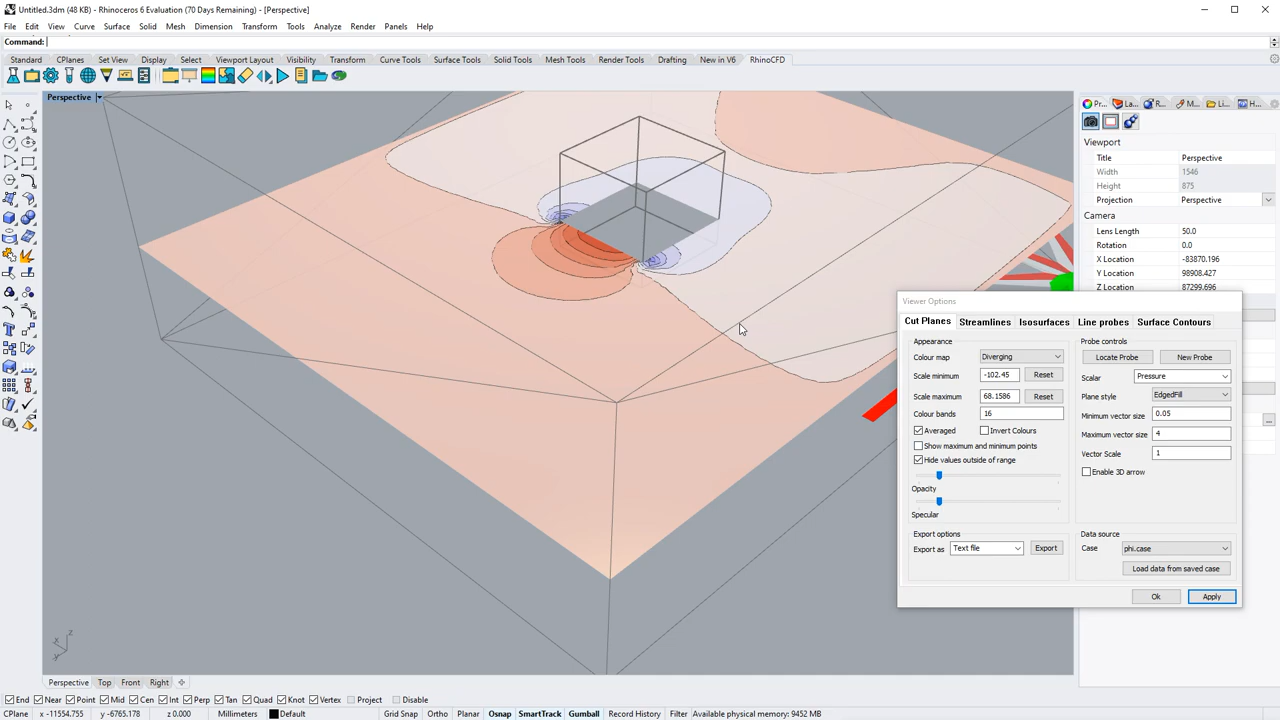 Untitled.3dm (48 KB) - Rhinoceros 6 Evaluation (70 Days Remaining) - [Perspective]
File Edit View Curve Surface Solid Mesh Dimension Transform Tools Analyze Render Panels Help
Command:
Standard CPlanes Set View Display Select Viewport Layout Visibility Transform Curve Tools Surface Tools Solid Tools Mesh Tools Render Tools Drafting New in V6 RhinoCFD
Perspective
Pr... La... R... M... Li... H...
Viewport
Title Perspective
Width 1546
Height 875
Projection Perspective
Camera
Lens Length 50.0
Rotation 0.0
X Location -83870.196
Y Location 98908.427
Z Location 87299.696
Viewer Options
Cut Planes Streamlines Isosurfaces Line probes Surface Contours
Appearance
Colour map Diverging
Scale minimum -102.45 Reset
Scale maximum 68.1586 Reset
Colour bands 16
Averaged Invert Colours
Show maximum and minimum points
Hide values outside of range
Opacity
Specular
Export options
Export as Text file Export
Probe controls
Locate Probe New Probe
Scalar Pressure
Plane style EdgedFill
Minimum vector size 0.05
Maximum vector size 4
Vector Scale 1
Enable 3D arrow
Data source
Case phi.case
Load data from saved case
Ok Apply
z
x
y
Perspective Top Front Right
End Near Point Mid Cen Int Perp Tan Quad Knot Vertex Project Disable
CPlane x -11554.755 y -6765.178 z 0.000 Millimeters Default Grid Snap Ortho Planar Osnap SmartTrack Gumball Record History Filter Available physical memory: 9452 MB